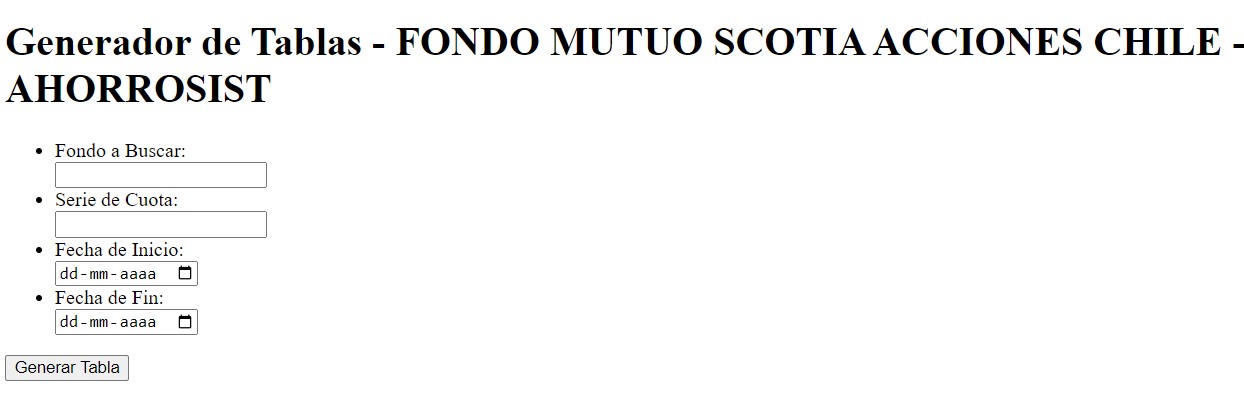 Generador de Tablas - FONDO MUTUO SCOTIA ACCIONES CHILE -
AHORROSIST
Fondo a Buscar:
Serie de Cuota:
Fecha de Inicio:
dd-mm-aaaa
Fecha de Fin:
dd-mm-aaaa
Generar Tabla